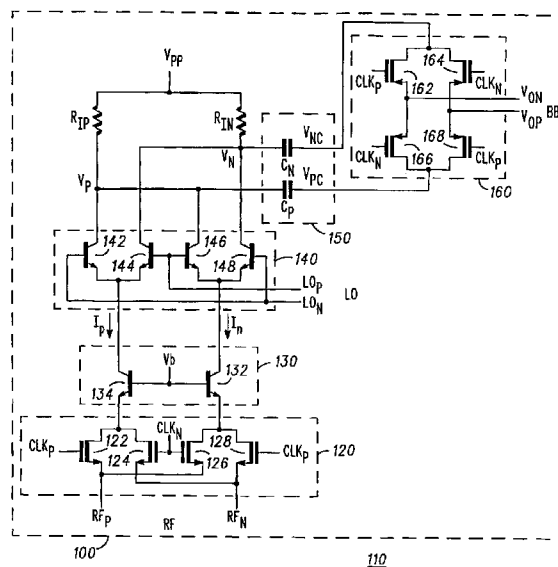 V_PP
R_IP
R_IN
V_N
V_P
V_NC
C_N
V_PC
C_P
150
CLK_P
162
164
CLK_N
V_ON
V_OP BB
CLK_N
166
168
CLK_P
160
142
144
146
148
140
LO_P
LO_N
LO
I_p
I_n
Vb
130
134
132
CLK_P
122
124
CLK_N
126
128
CLK_P
120
RF_P
RF
RF_N
100
110